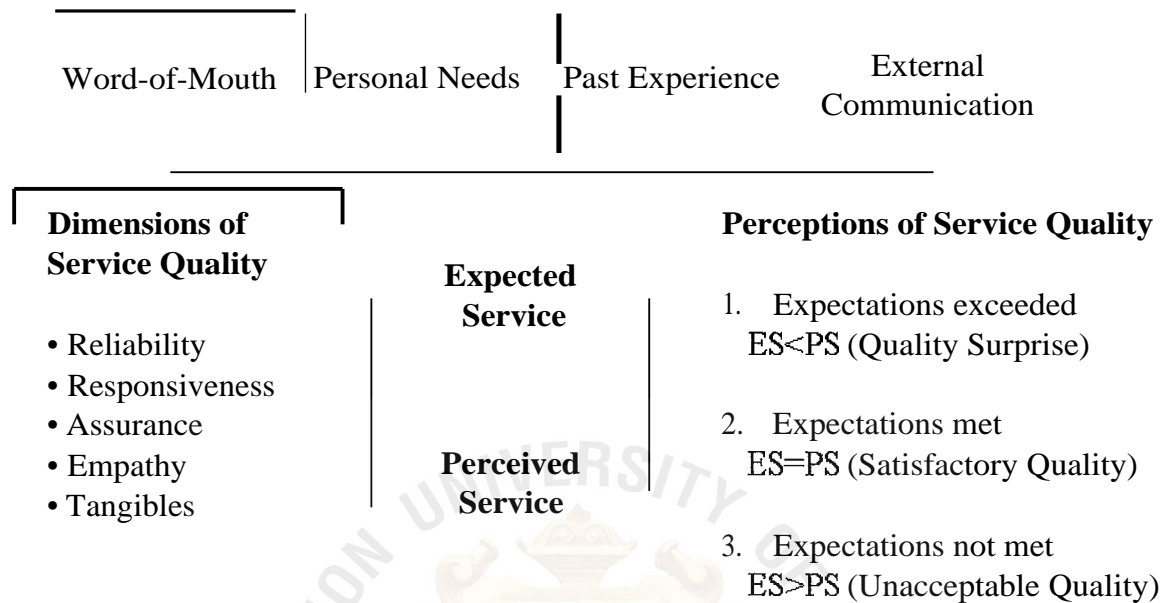 Word-of-Mouth Personal Needs Past Experience External Communication
Dimensions of
Service Quality
• Reliability
• Responsiveness
• Assurance
• Empathy
• Tangibles
Expected
Service
Perceived
Service
Perceptions of Service Quality
1. Expectations exceeded
ES<PS (Quality Surprise)
2. Expectations met
ES=PS (Satisfactory Quality)
3. Expectations not met
ES>PS (Unacceptable Quality)
UNIVERSITY OF